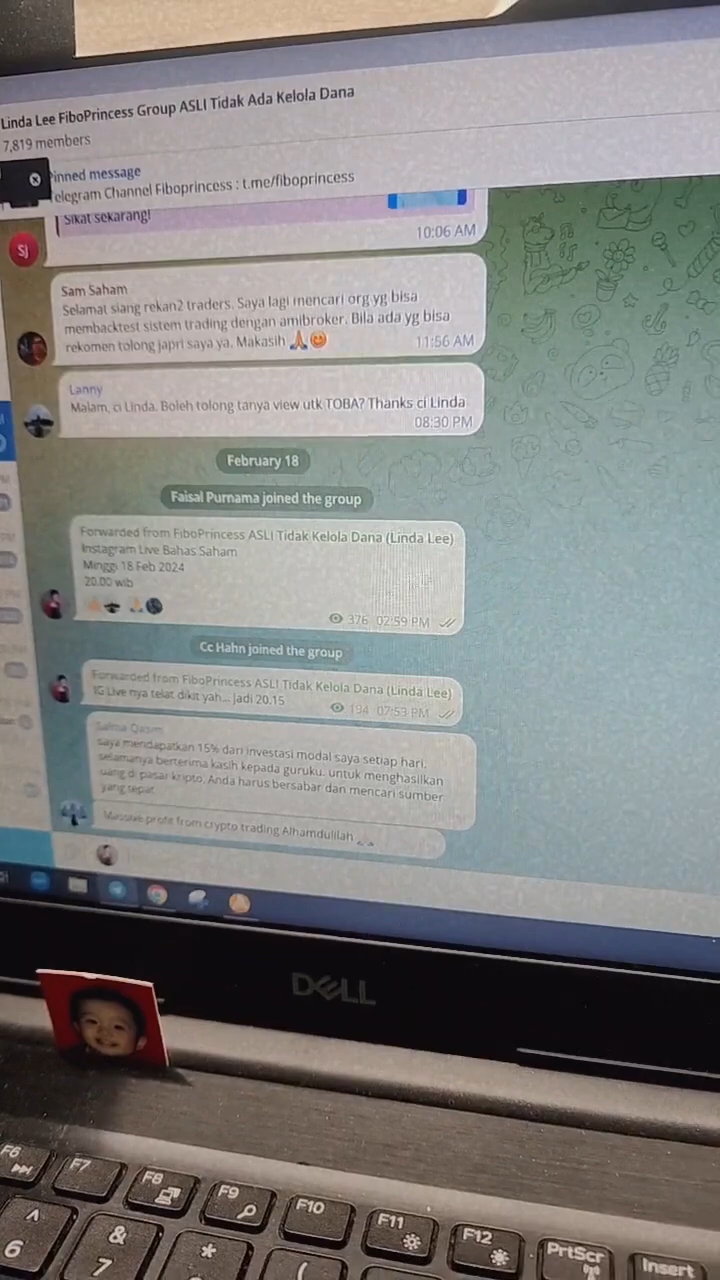 Linda Lee FiboPrincess Group ASLI Tidak Ada Kelola Dana
7,819 members
Pinned message
Telegram Channel Fiboprincess : t.me/fiboprincess
Sikat sekarang!
10:06 AM
SJ
Sam Saham
Selamat siang rekan2 traders. Saya lagi mencari org yg bisa
membacktest sistem trading dengan amibroker. Bila ada yg bisa
rekomen tolong japri saya ya. Makasih 🙏😊
11:56 AM
Lanny
Malam, ci Linda. Boleh tolong tanya view utk TOBA? Thanks ci Linda
08:30 PM
February 18
Faisal Purnama joined the group
Forwarded from FiboPrincess ASLI Tidak Kelola Dana (Linda Lee)
Instagram Live Bahas Saham
Minggi 18 Feb 2024
20.00 wib
376 02:59 PM
Cc Hahn joined the group
Forwarded from FiboPrincess ASLI Tidak Kelola Dana (Linda Lee)
IG Live nya telat dikit yah... Jadi 20.15
194 07:53 PM
Salma Qasim
Saya mendapatkan 15% dari investasi modal saya setiap hari.
selamanya berterima kasih kepada guruku. untuk menghasilkan
uang di pasar kripto, Anda harus bersabar dan mencari sumber
yang tepat
Massive profit from crypto trading Alhamdulilah
DELL
F6
F7
F8
F9
F10
F11
F12
PrtScr
Insert
^
6
&
7
*
(